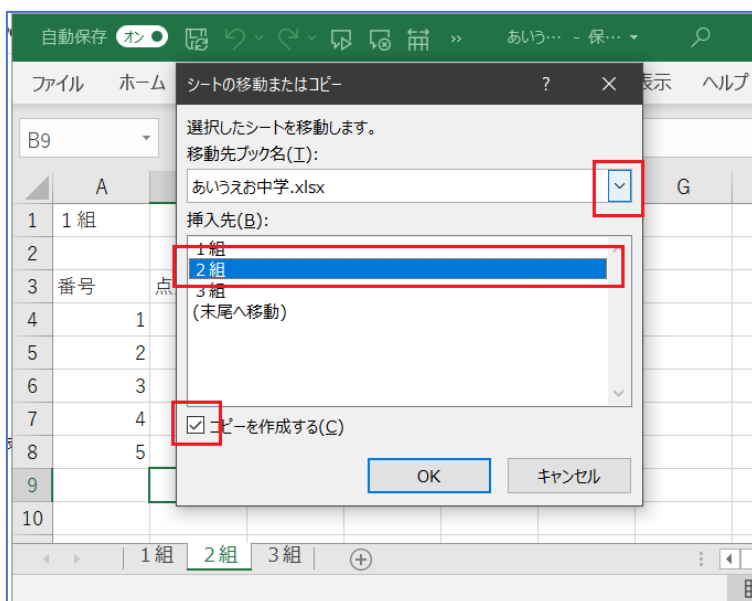 自動保存 オン » あいう… - 保… ▾
ファイル ホーム 表示 ヘルプ
シートの移動またはコピー ? ×
選択したシートを移動します。
移動先ブック名(T):
あいうえお中学.xlsx
挿入先(B):
1組
2組
3組
(末尾へ移動)
コピーを作成する(C)
OK キャンセル
B9
A G
1 1組
2
3 番号 点
4 1
5 2
6 3
7 4
8 5
9
10
1組 2組 3組